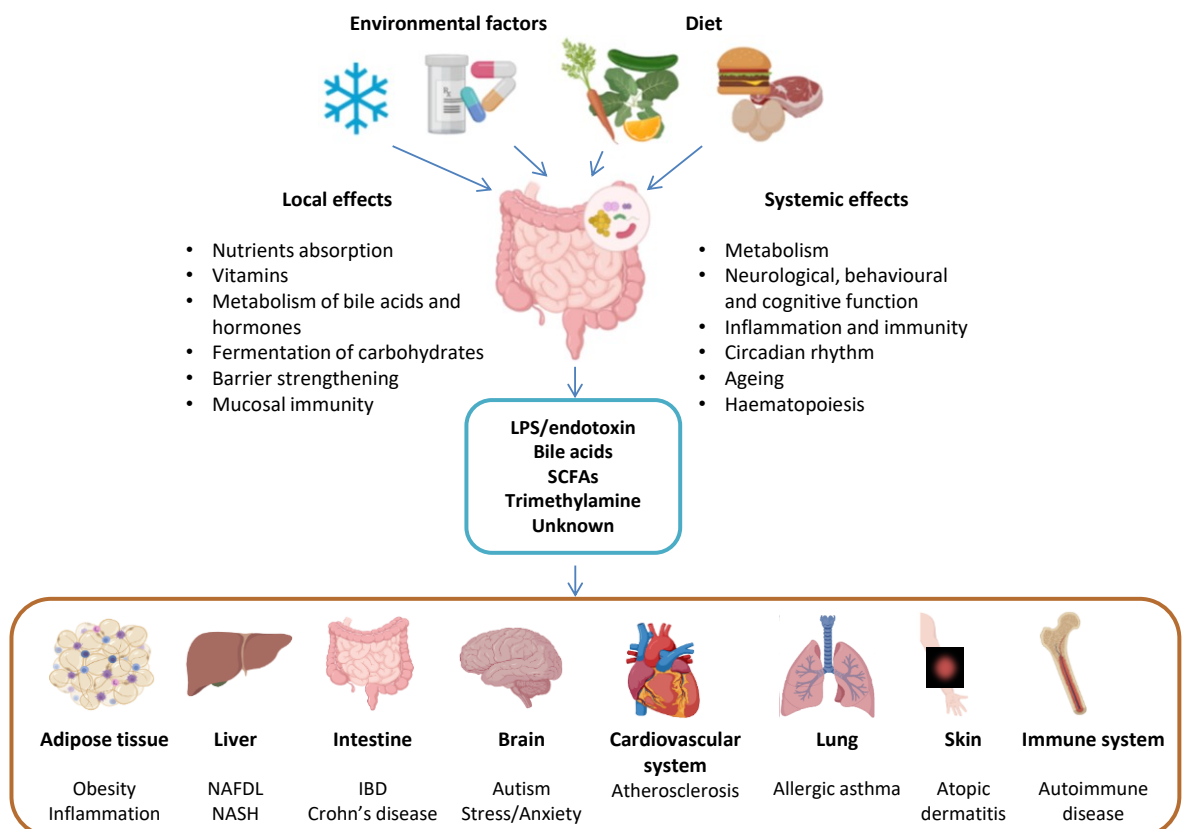 Environmental factors
Diet
Rx
Local effects
• Nutrients absorption
• Vitamins
• Metabolism of bile acids and
hormones
• Fermentation of carbohydrates
• Barrier strengthening
• Mucosal immunity
Systemic effects
• Metabolism
• Neurological, behavioural
and cognitive function
• Inflammation and immunity
• Circadian rhythm
• Ageing
• Haematopoiesis
LPS/endotoxin
Bile acids
SCFAs
Trimethylamine
Unknown
Adipose tissue
Obesity
Inflammation
Liver
NAFDL
NASH
Intestine
IBD
Crohn’s disease
Brain
Autism
Stress/Anxiety
Cardiovascular
system
Atherosclerosis
Lung
Allergic asthma
Skin
Atopic
dermatitis
Immune system
Autoimmune
disease